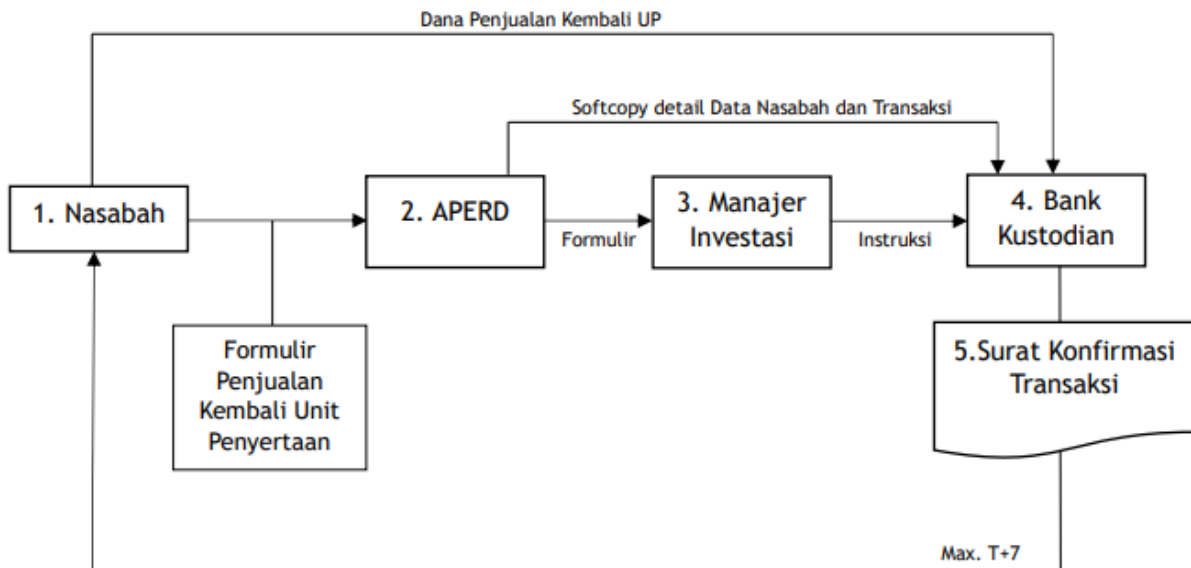 Dana Penjualan Kembali UP
Softcopy detail Data Nasabah dan Transaksi
1. Nasabah
2. APERD
Formulir
3. Manajer
Investasi
Instruksi
4. Bank
Kustodian
Formulir
Penjualan
Kembali Unit
Penyertaan
5.Surat Konfirmasi
Transaksi
Max. T+7